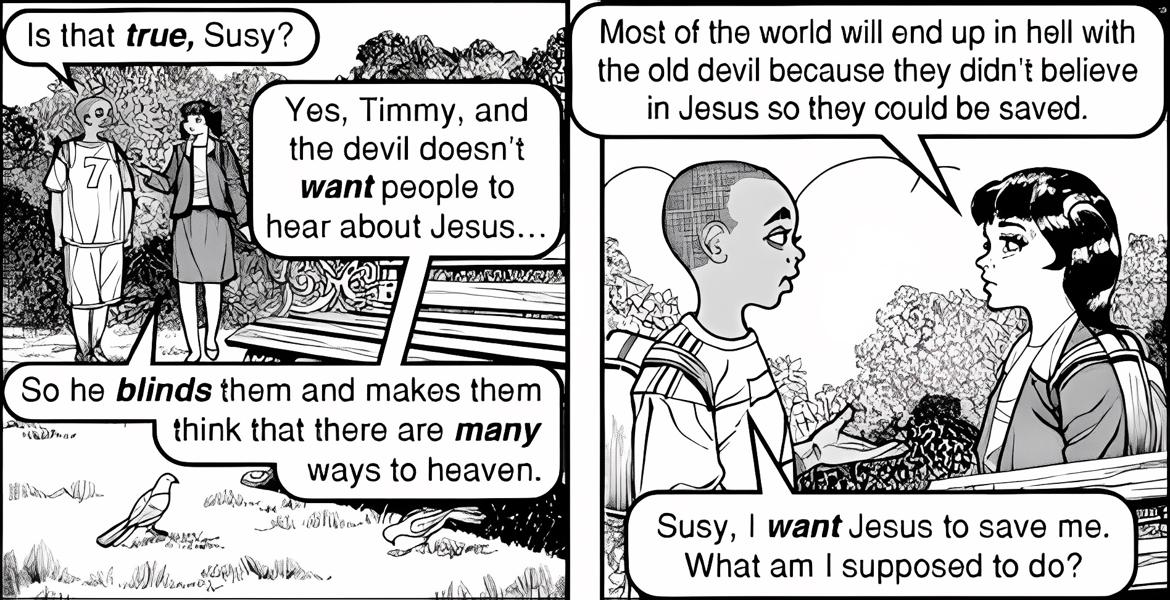 Is that true, Susy?
Yes, Timmy, and
the devil doesn't
want people to
hear about Jesus...
So he blinds them and makes them
think that there are many
ways to heaven.
Most of the world will end up in hell with
the old devil because they didn't believe
in Jesus so they could be saved.
Susy, I want Jesus to save me.
What am I supposed to do?
7